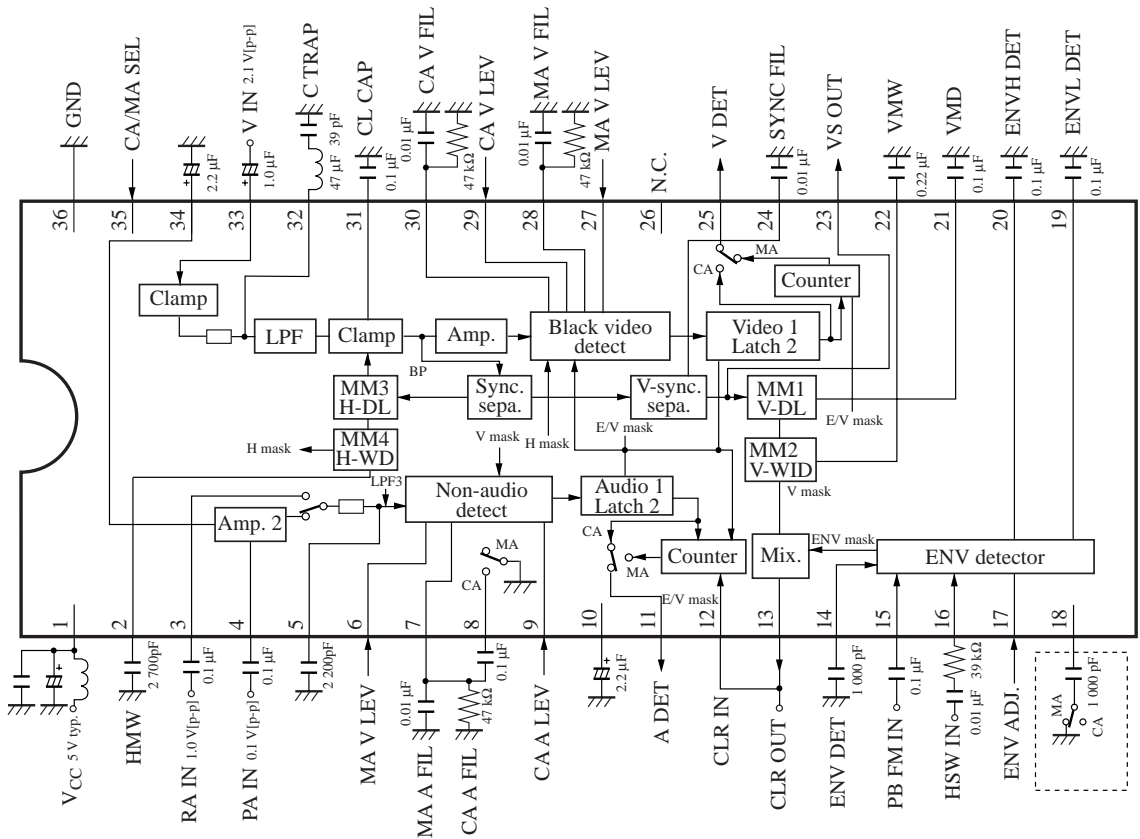 GND
CA/MA SEL
2.2 µF
+
V IN 2.1 V[p-p]
1.0 µF
+
C TRAP
39 pF
47 µF
CL CAP
0.1 µF
CA V FIL
0.01 µF
47 kΩ
CA V LEV
MA V FIL
0.01 µF
47 kΩ
MA V LEV
N.C.
V DET
SYNC FIL
0.01 µF
VS OUT
VMW
0.22 µF
VMD
0.1 µF
ENVH DET
0.1 µF
ENVL DET
0.1 µF
36
35
34
33
32
31
30
29
28
27
26
25
24
23
22
21
20
19
MA
CA
Clamp
Counter
LPF
Clamp
Amp.
Black video
detect
Video 1
Latch 2
BP
MM3
H-DL
Sync.
sepa.
V-sync.
sepa.
MM1
V-DL
E/V mask
E/V mask
V mask
H mask
H mask
MM4
H-WD
MM2
V-WID
V mask
LPF3
Non-audio
detect
Audio 1
Latch 2
Amp. 2
CA
MA
Counter
Mix.
ENV mask
ENV detector
MA
CA
E/V mask
1
2
3
4
5
6
7
8
9
10
11
12
13
14
15
16
17
18
+
VCC 5 V typ.
2 700pF
HMW
0.1 µF
RA IN 1.0 V[p-p]
0.1 µF
PA IN 0.1 V[p-p]
2 200pF
MA V LEV
0.01 µF
MA A FIL
0.1 µF
47 kΩ
CA A FIL
CA A LEV
+
2.2 µF
A DET
CLR IN
CLR OUT
1 000 pF
ENV DET
0.1 µF
PB FM IN
39 kΩ
0.01 µF
HSW IN
ENV ADJ.
1 000 pF
MA
CA